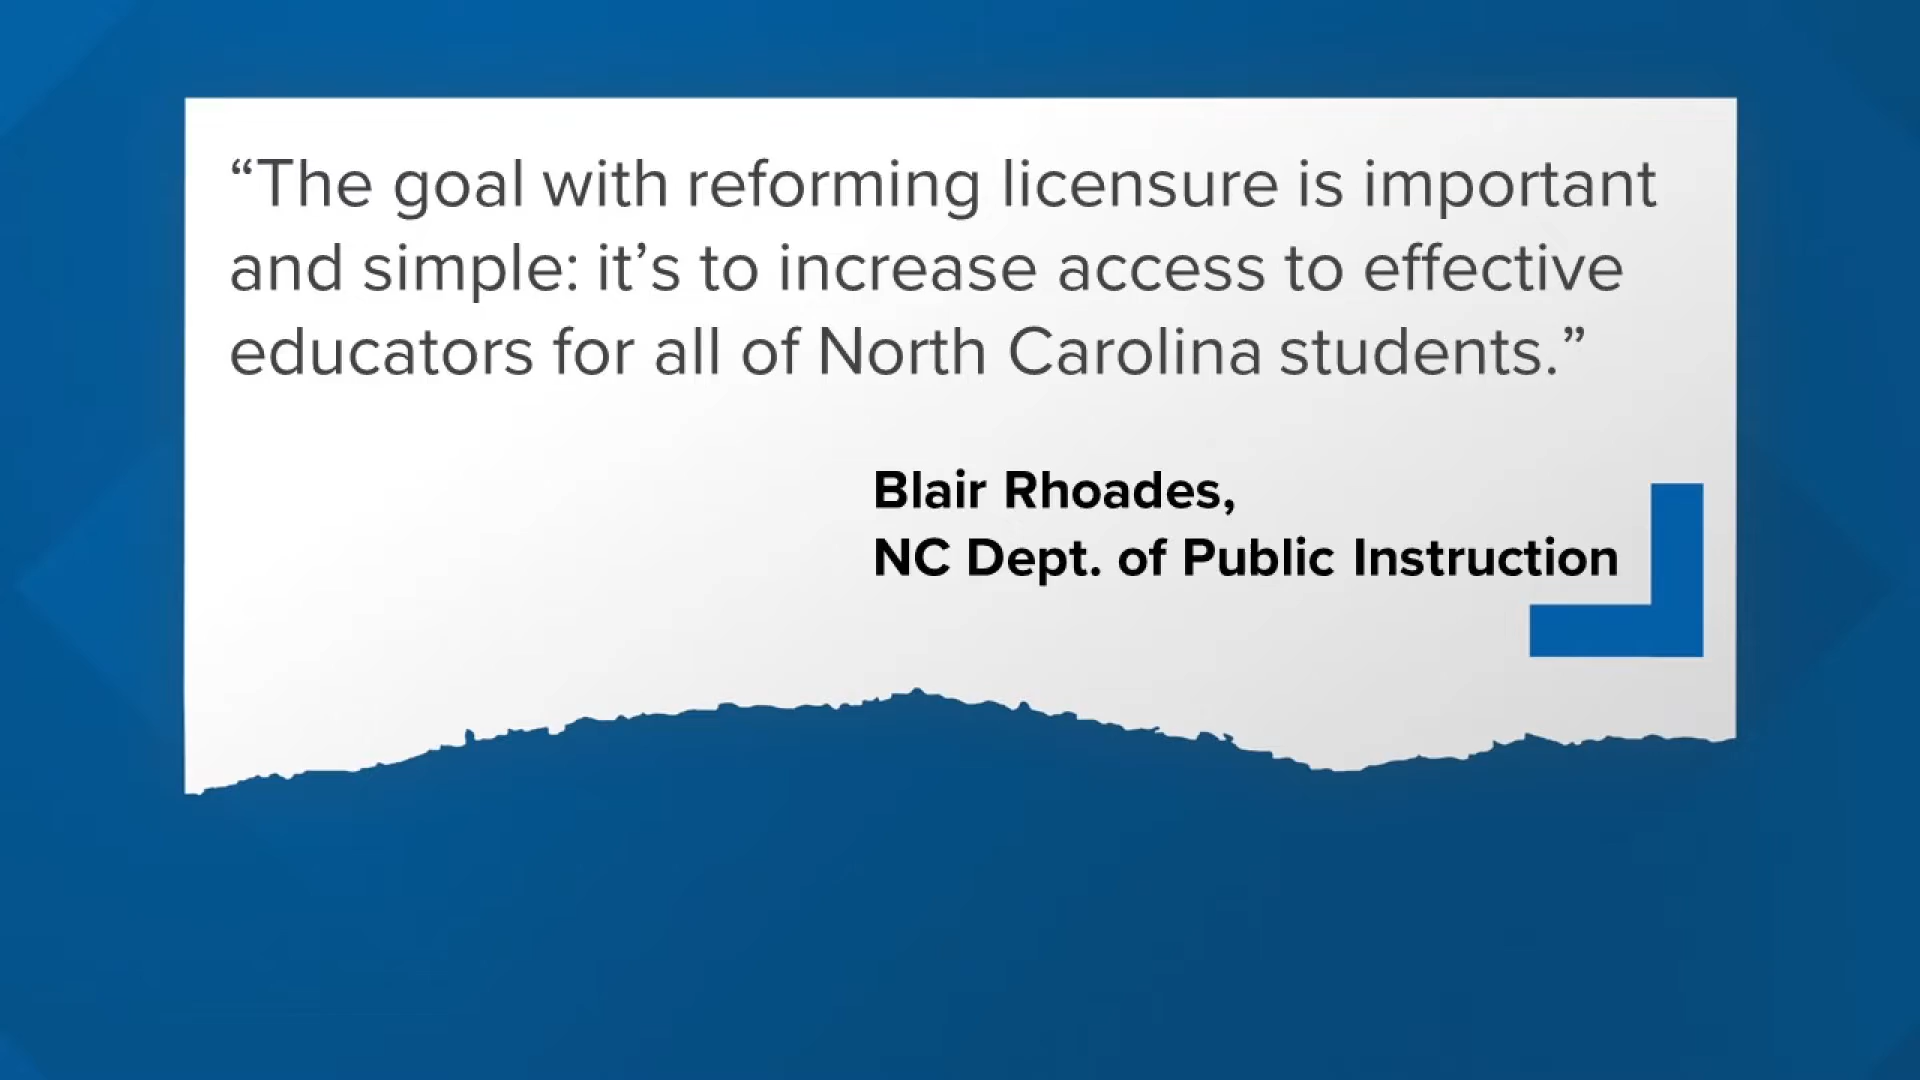 “The goal with reforming licensure is important
and simple: it’s to increase access to effective
educators for all of North Carolina students.”
Blair Rhoades,
NC Dept. of Public Instruction